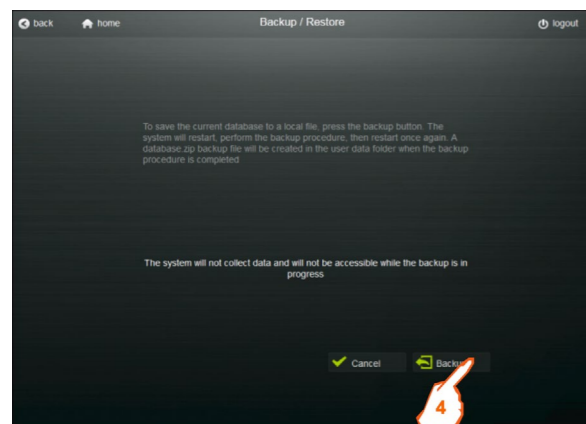 back home Backup / Restore logout
To save the current database to a local file, press the backup button. The
system will restart, perform the backup procedure, then restart once again. A
database.zip backup file will be created in the user data folder when the backup
procedure is completed
The system will not collect data and will not be accessible while the backup is in
progress
Cancel Backup
4